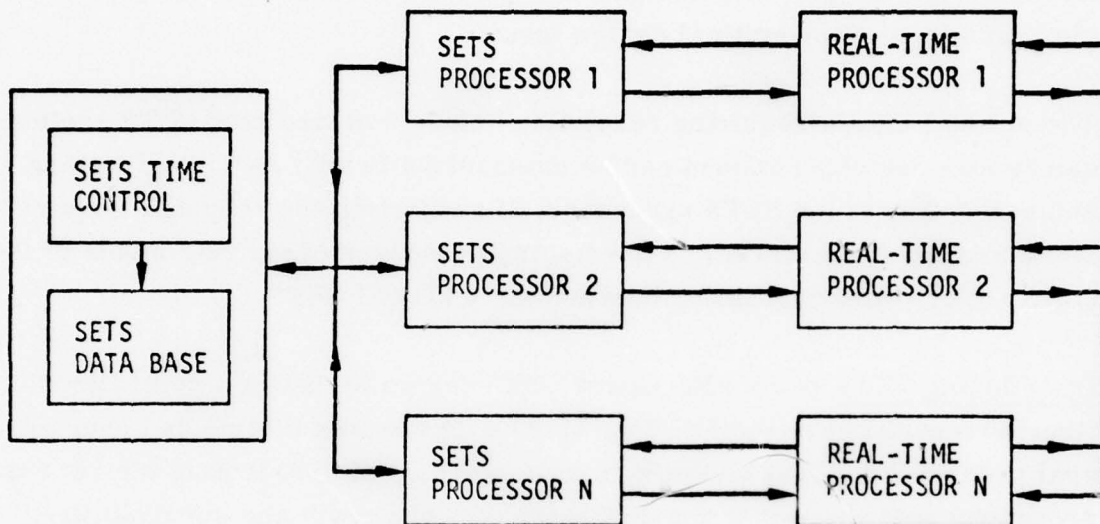 SETS TIME
CONTROL
SETS
DATA BASE
SETS
PROCESSOR 1
REAL-TIME
PROCESSOR 1
SETS
PROCESSOR 2
REAL-TIME
PROCESSOR 2
SETS
PROCESSOR N
REAL-TIME
PROCESSOR N